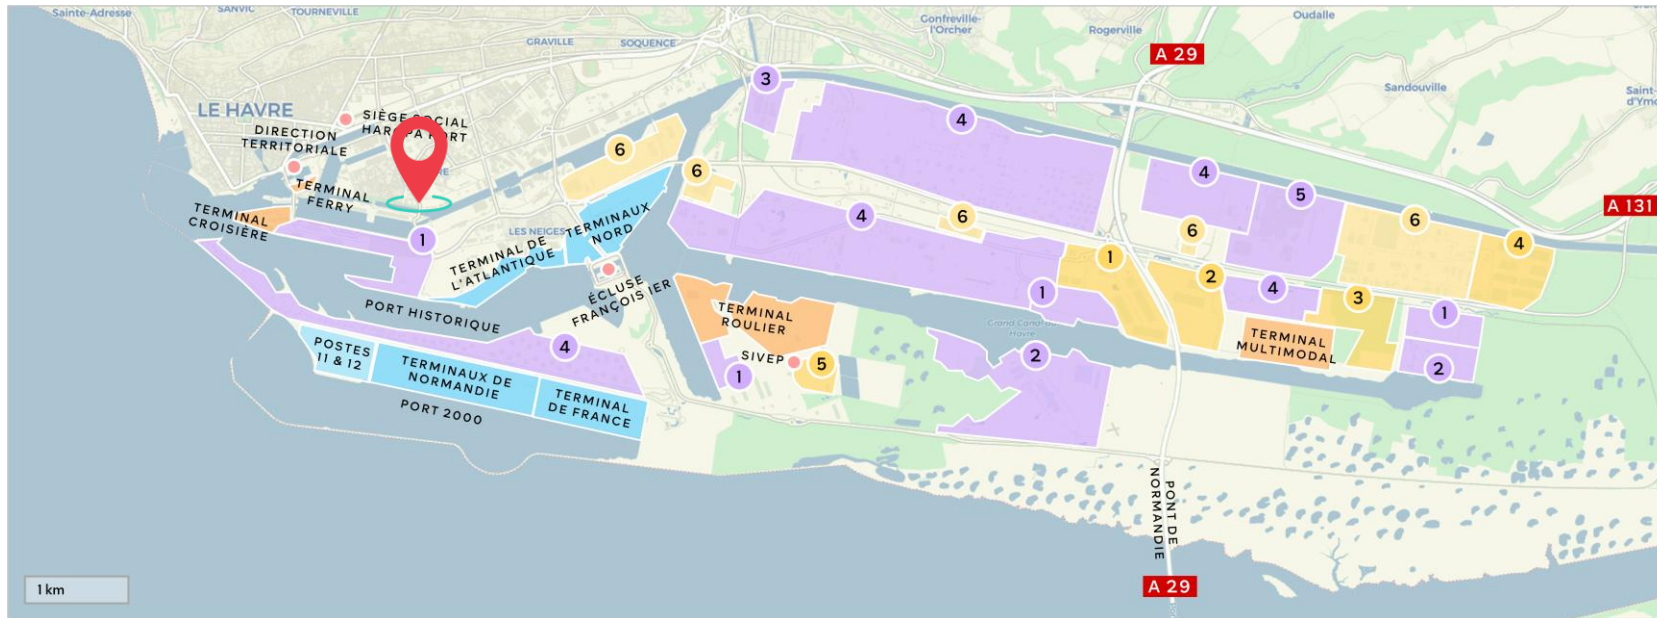 Sainte-Adresse
SANVIC
TOURNEVILLE
GRAVILLE
SOQUENCE
Gonfreville-
l'Orcher
Rogerville
Oudalle
Sandouville
Saint-
d'Ymo
A 29
A 131
LE HAVRE
SIÈGE SOCIAL
DIRECTION
TERRITORIALE
TERMINAL
FERRY
TERMINAL
CROISIÈRE
LES NEIGES
TERMINAUX
NORD
TERMINAL DE
L'ATLANTIQUE
ÉCLUSE
FRANÇOIS IER
PORT HISTORIQUE
POSTES
11 & 12
TERMINAUX DE
NORMANDIE
TERMINAL
DE FRANCE
PORT 2000
TERMINAL
ROULIER
SIVEP
Grand Canal du
Havre
TERMINAL
MULTIMODAL
PONT DE
NORMANDIE
A 29
3
4
6
6
4
5
4
6
6
6
4
1
1
2
4
3
1
1
2
4
1
5
2
1 km